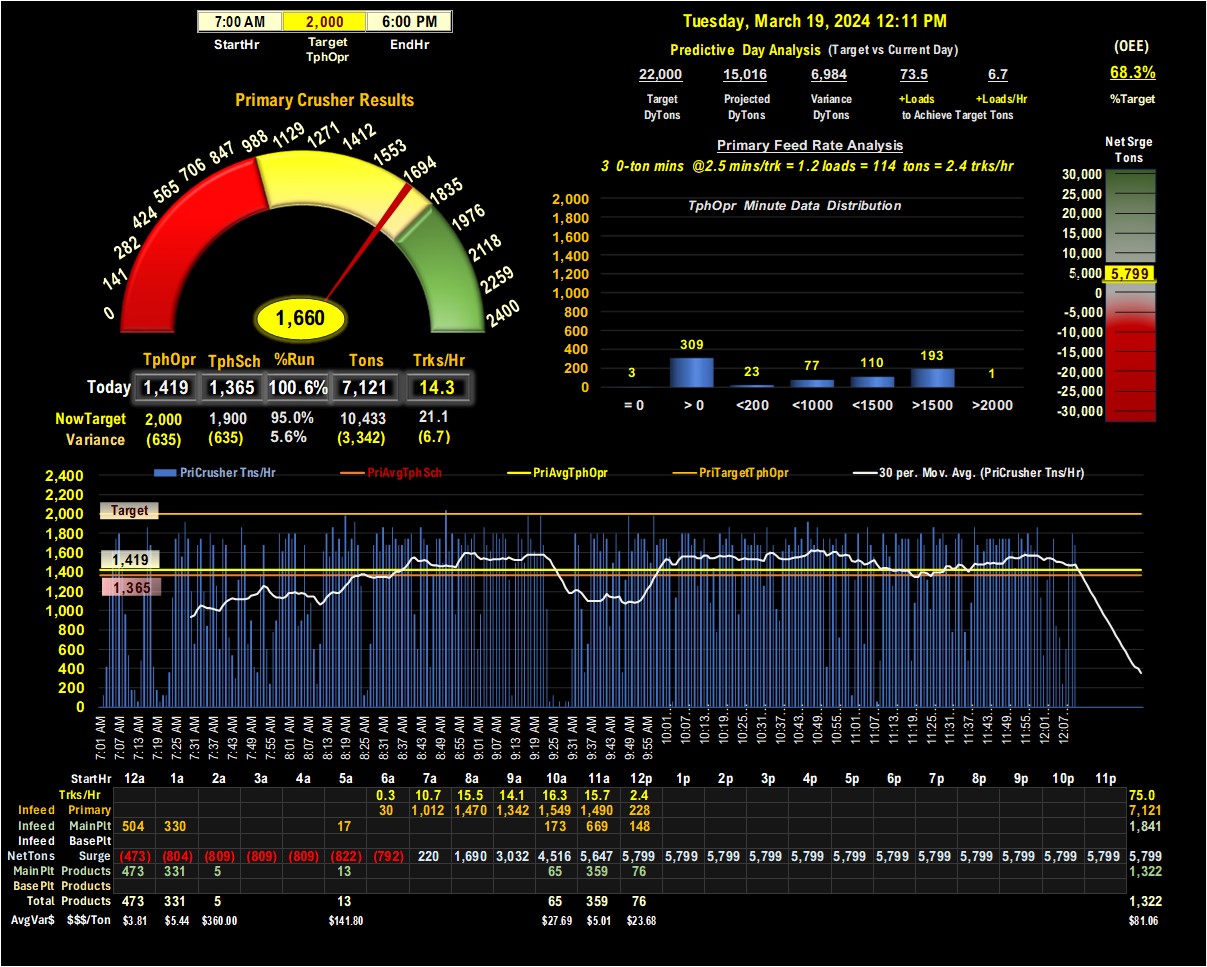 7:00 AM 2,000 6:00 PM
StartHr Target TphOpr EndHr
Tuesday, March 19, 2024 12:11 PM
Predictive Day Analysis (Target vs Current Day)
22,000 15,016 6,984 73.5 6.7
Target DyTons Projected DyTons Variance DyTons +Loads +Loads/Hr to Achieve Target Tons
(OEE)
68.3%
%Target
Primary Crusher Results
0 141 282 424 565 706 847 988 1129 1271 1412 1553 1694 1835 1976 2118 2259 2400
1,660
TphOpr TphSch %Run Tons Trks/Hr
Today 1,419 1,365 100.6% 7,121 14.3
NowTarget 2,000 1,900 95.0% 10,433 21.1
Variance (635) (635) 5.6% (3,342) (6.7)
Primary Feed Rate Analysis
3 0-ton mins @2.5 mins/trk = 1.2 loads = 114 tons = 2.4 trks/hr
TphOpr Minute Data Distribution
2,000
1,800
1,600
1,400
1,200
1,000
800
600
400
200
0
3 309 23 77 110 193 1
= 0 > 0 <200 <1000 <1500 >1500 >2000
Net Srge
Tons
30,000
25,000
20,000
15,000
10,000
5,000 5,799
0
-5,000
-10,000
-15,000
-20,000
-25,000
-30,000
PriCrusher Tns/Hr PriAvgTphSch PriAvgTphOpr PriTargetTphOpr 30 per. Mov. Avg. (PriCrusher Tns/Hr)
2,400
2,200
2,000
1,800
1,600
1,400
1,200
1,000
800
600
400
200
0
Target
1,419
1,365
7:01 AM 7:07 AM 7:13 AM 7:19 AM 7:25 AM 7:31 AM 7:37 AM 7:43 AM 7:49 AM 7:55 AM 8:01 AM 8:07 AM 8:13 AM 8:19 AM 8:25 AM 8:31 AM 8:37 AM 8:43 AM 8:49 AM 8:55 AM 9:01 AM 9:07 AM 9:13 AM 9:19 AM 9:25 AM 9:31 AM 9:37 AM 9:43 AM 9:49 AM 9:55 AM 10:01... 10:07... 10:13... 10:19... 10:25... 10:31... 10:37... 10:43... 10:49... 10:55... 11:01... 11:07... 11:13... 11:19... 11:25... 11:31... 11:37... 11:43... 11:49... 11:55... 12:01... 12:07...
StartHr 12a 1a 2a 3a 4a 5a 6a 7a 8a 9a 10a 11a 12p 1p 2p 3p 4p 5p 6p 7p 8p 9p 10p 11p
Trks/Hr 0.3 10.7 15.5 14.1 16.3 15.7 2.4 75.0
Infeed Primary 30 1,012 1,470 1,342 1,549 1,490 228 7,121
Infeed MainPlt 504 330 17 173 669 148 1,841
Infeed BasePlt
NetTons Surge (473) (804) (809) (809) (809) (822) (792) 220 1,690 3,032 4,516 5,647 5,799 5,799 5,799 5,799 5,799 5,799 5,799 5,799 5,799 5,799 5,799 5,799 5,799
MainPlt Products 473 331 5 13 65 359 76 1,322
BasePlt Products
Total Products 473 331 5 13 65 359 76 1,322
AvgVar$ $$$/Ton $3.81 $5.44 $360.00 $141.80 $27.69 $5.01 $23.68 $81.06